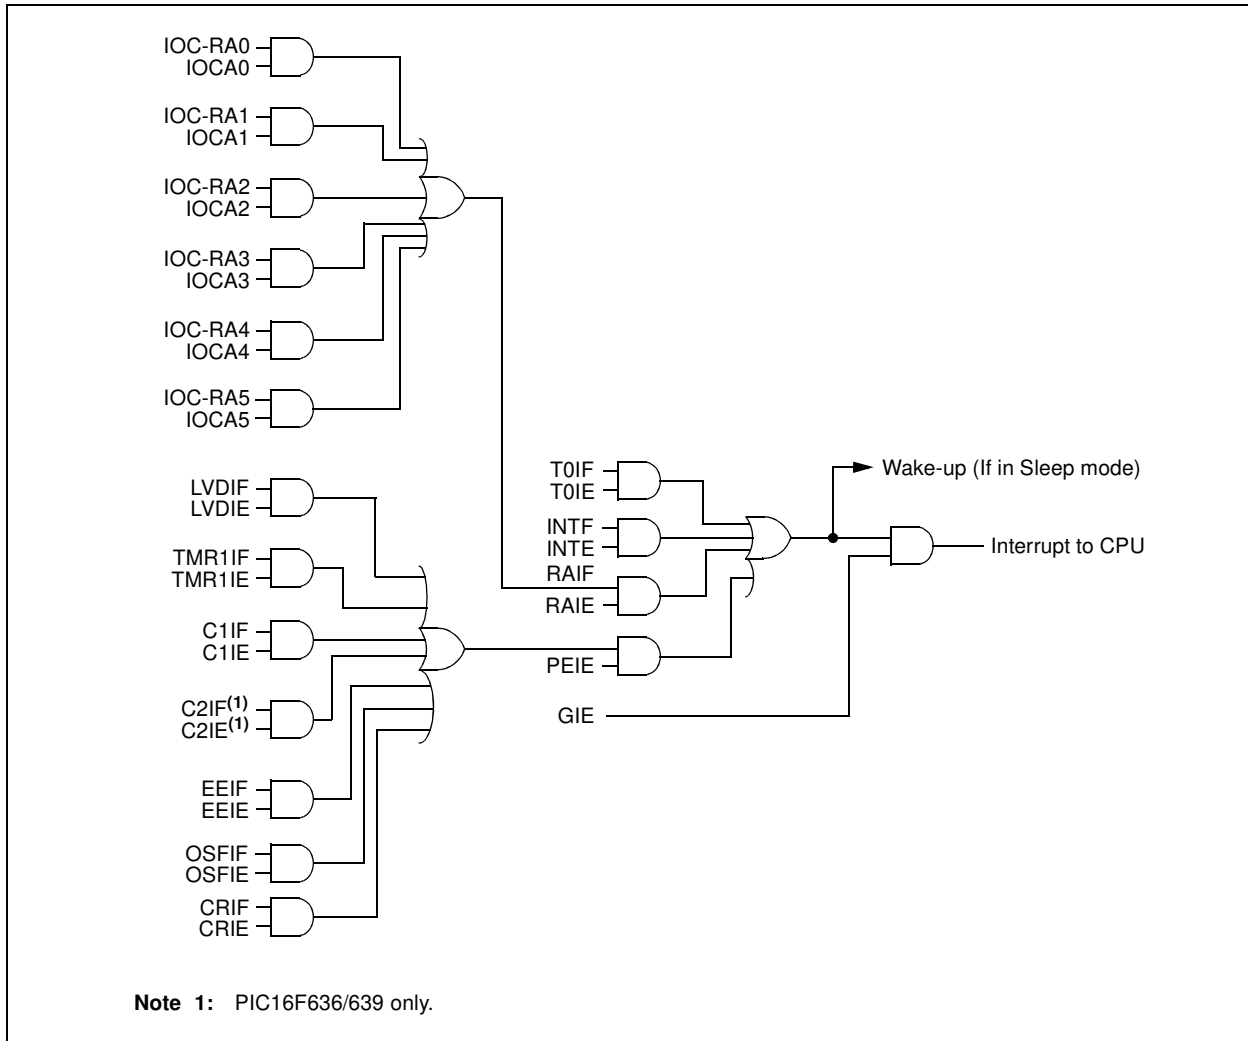 IOC-RA0
IOCA0
IOC-RA1
IOCA1
IOC-RA2
IOCA2
IOC-RA3
IOCA3
IOC-RA4
IOCA4
IOC-RA5
IOCA5
LVDIF
LVDIE
TMR1IF
TMR1IE
C1IF
C1IE
C2IF(1)
C2IE(1)
EEIF
EEIE
OSFIF
OSFIE
CRIF
CRIE
T0IF
T0IE
INTF
INTE
RAIF
RAIE
PEIE
GIE
Wake-up (If in Sleep mode)
Interrupt to CPU
Note 1: PIC16F636/639 only.